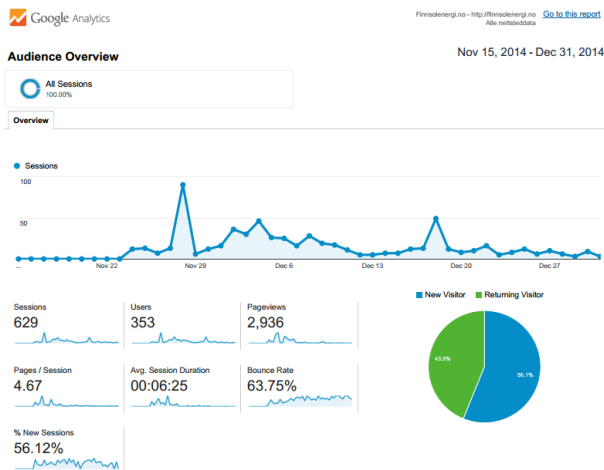 Google Analytics
Finnsolenergi.no - http://finnsolenergi.no
Alle nettsteddata
Go to this report
Audience Overview
Nov 15, 2014 - Dec 31, 2014
All Sessions
100.00%
Overview
Sessions
100
50
...
Nov 22
Nov 29
Dec 6
Dec 13
Dec 20
Dec 27
New Visitor
Returning Visitor
Sessions
629
Users
353
Pageviews
2,936
43.9%
56.1%
Pages / Session
4.67
Avg. Session Duration
00:06:25
Bounce Rate
63.75%
% New Sessions
56.12%